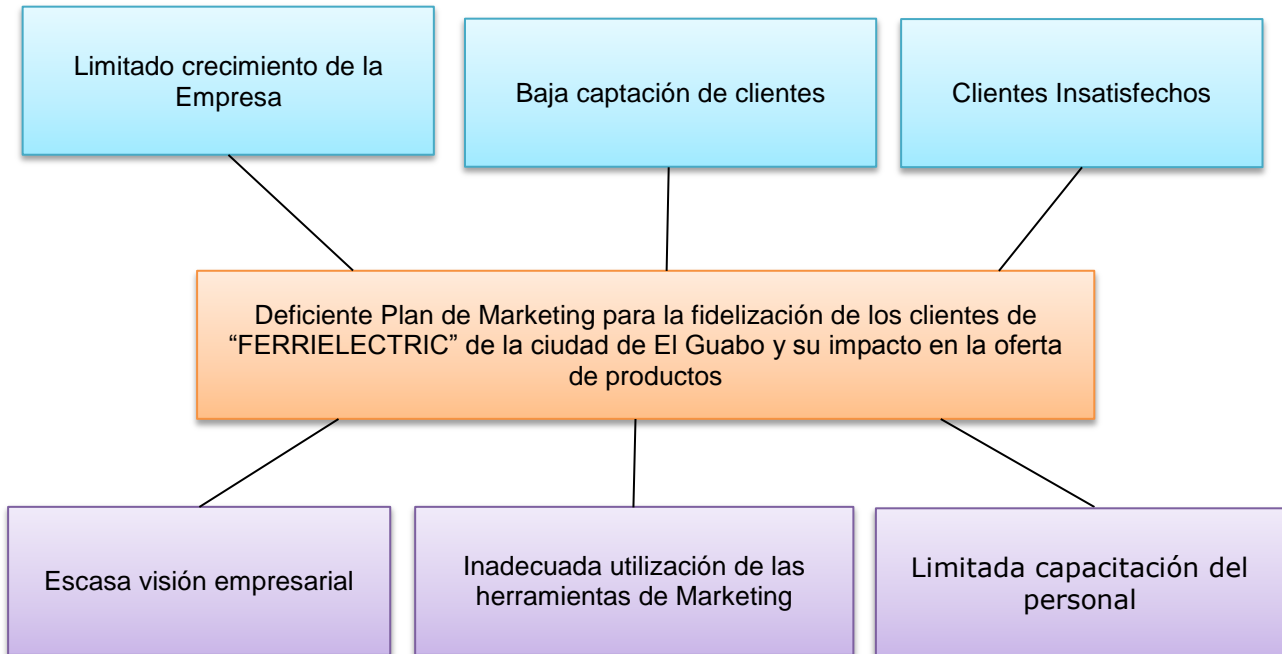 Limitado crecimiento de la
Empresa
Baja captación de clientes
Clientes Insatisfechos
Deficiente Plan de Marketing para la fidelización de los clientes de
“FERRIELECTRIC” de la ciudad de El Guabo y su impacto en la oferta
de productos
Escasa visión empresarial
Inadecuada utilización de las
herramientas de Marketing
Limitada capacitación del
personal